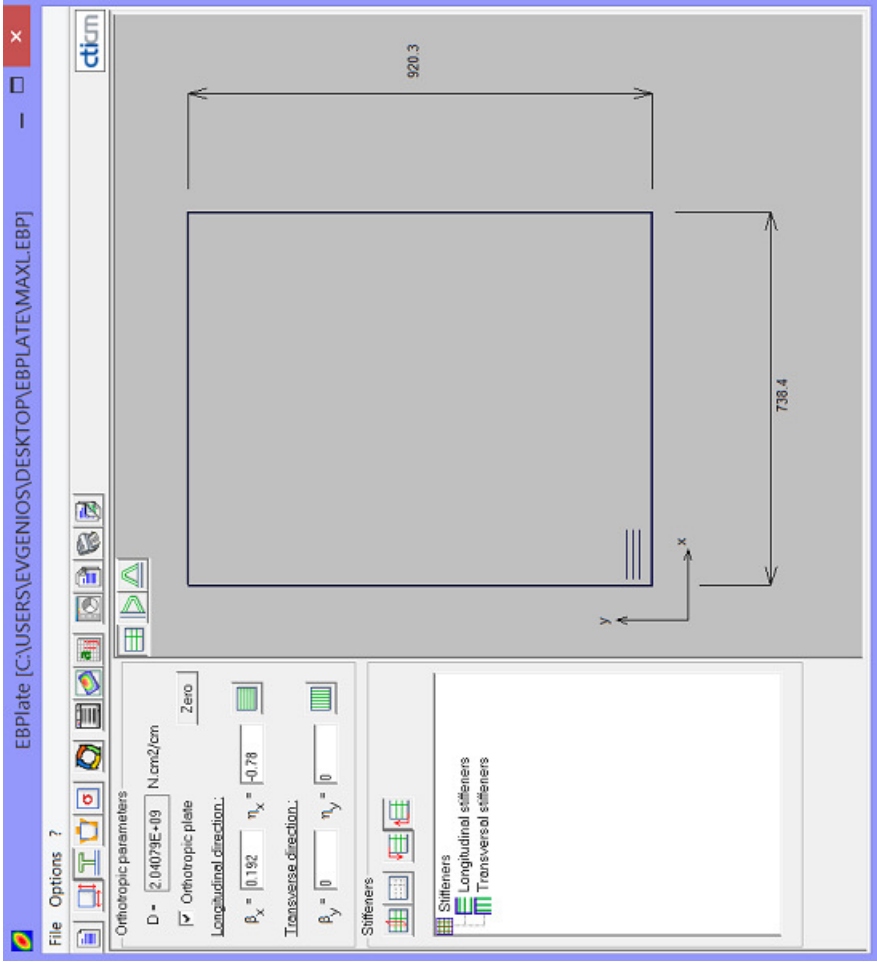 EBPlate [C:\USERS\EVGENIOS\DESKTOP\EBPLATE\MAXL.EBP]
File Options ?
cticm
Orthotropic parameters
D = 2.04079E+09 N.cm2/cm
Orthotropic plate
Zero
Longitudinal direction :
βx = 0.192 ηx = -0.78
Transverse direction :
βy = 0 ηy = 0
Stiffeners
Stiffeners
Longitudinal stiffeners
Transversal stiffeners
920.3
y
x
738.4